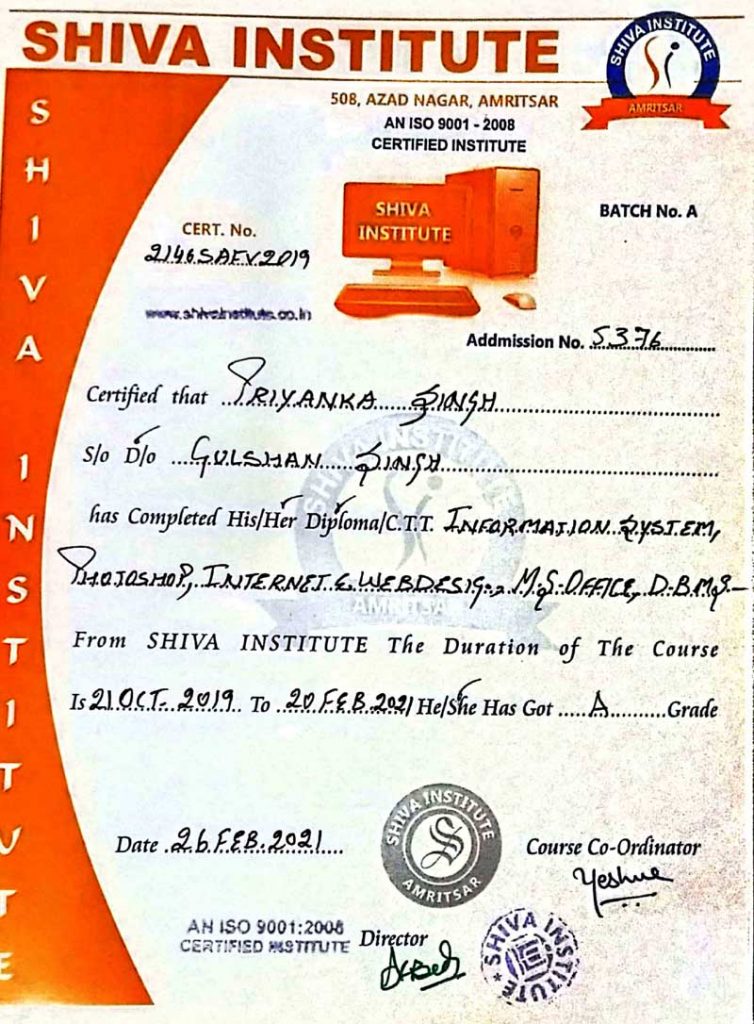 SHIVA INSTITUTE
SHIVA INSTITUTE
AMRITSAR
508, AZAD NAGAR, AMRITSAR
AN ISO 9001 - 2008
CERTIFIED INSTITUTE
SHIVA INSTITUTE
SHIVA
INSTITUTE
BATCH No. A
CERT. No.
2146SAEV2019
www.shivainstitute.co.in
Addmission No. 5376
Certified that PRIYANKA SINGH
S/o D/o GULSHAN SINGH
SHIVA INSTITUTE
has Completed His/Her Diploma/C.T.T. INFORMATION SYSTEM,
PHOTOSHOP, INTERNET & WEBDESIG., M.S.OFFICE, D.B.M.S.
AMRITSAR
From SHIVA INSTITUTE The Duration of The Course
Is 21 OCT. 2019 To 20 FEB. 2021 He/She Has Got A Grade
Date 26.FEB.2021
SHIVA INSTITUTE
AMRITSAR
Course Co-Ordinator
Yeshue
AN ISO 9001:2008
CERTIFIED INSTITUTE
Director
SHIVA INSTITUTE